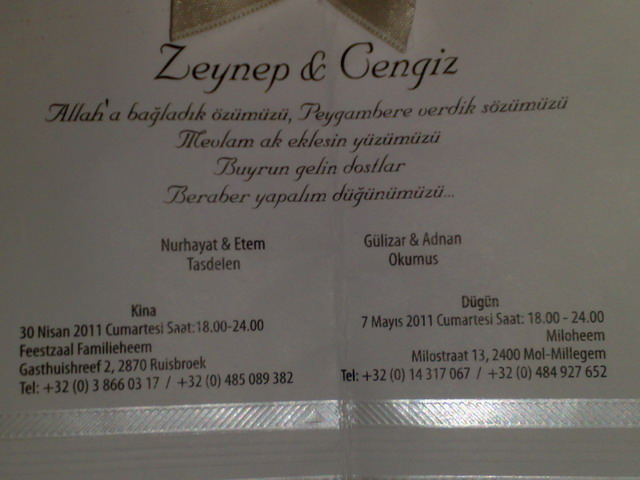 Zeynep & Cengiz
Allah'a bağladık özümüzü, Peygambere verdik sözümüzü
Mevlam ak eklesin yüzümüzü
Buyrun gelin dostlar
Beraber yapalım düğünümüzü...
Nurhayat & Etem
Tasdelen
Gülizar & Adnan
Okumus
Kina
30 Nisan 2011 Cumartesi Saat:18.00-24.00
Feestzaal Familieheern
Gasthuishreef 2, 2870 Ruisbroek
Tel: +32 (0) 3 866 03 17 / +32 (0) 485 089 382
Düğün
7 Mayıs 2011 Cumartesi Saat: 18.00 - 24.00
Miloheem
Milostraat 13, 2400 Mol-Millegem
Tel: +32 (0) 14 317 067 / +32 (0) 484 927 652